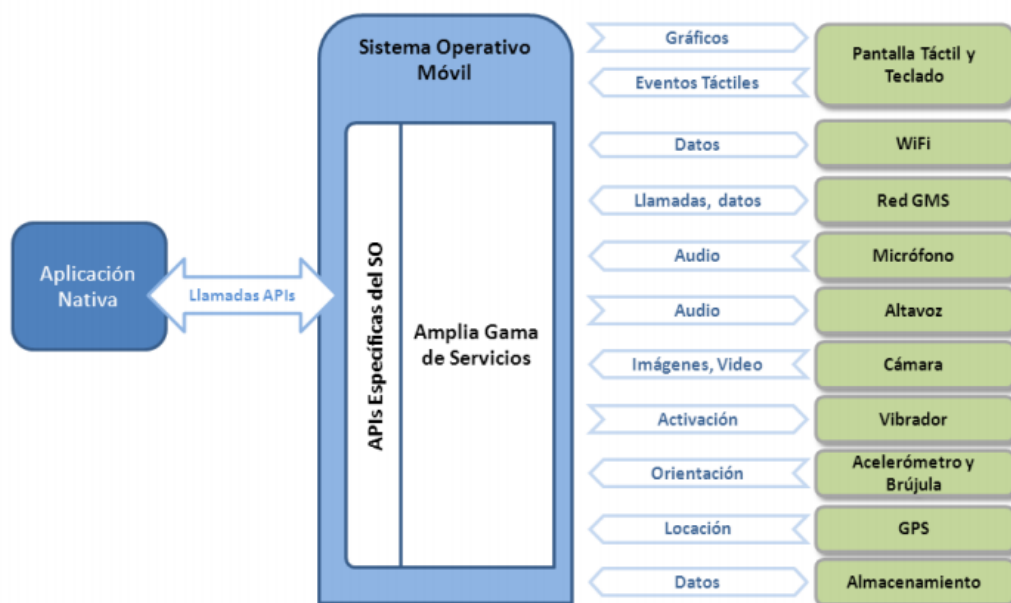 Sistema Operativo
Móvil
Aplicación
Nativa
Llamadas APIs
APIs Específicas del SO
Amplia Gama
de Servicios
Gráficos
Eventos Táctiles
Pantalla Táctil y
Teclado
Datos
WiFi
Llamadas, datos
Red GMS
Audio
Micrófono
Audio
Altavoz
Imágenes, Video
Cámara
Activación
Vibrador
Orientación
Acelerómetro y
Brújula
Locación
GPS
Datos
Almacenamiento